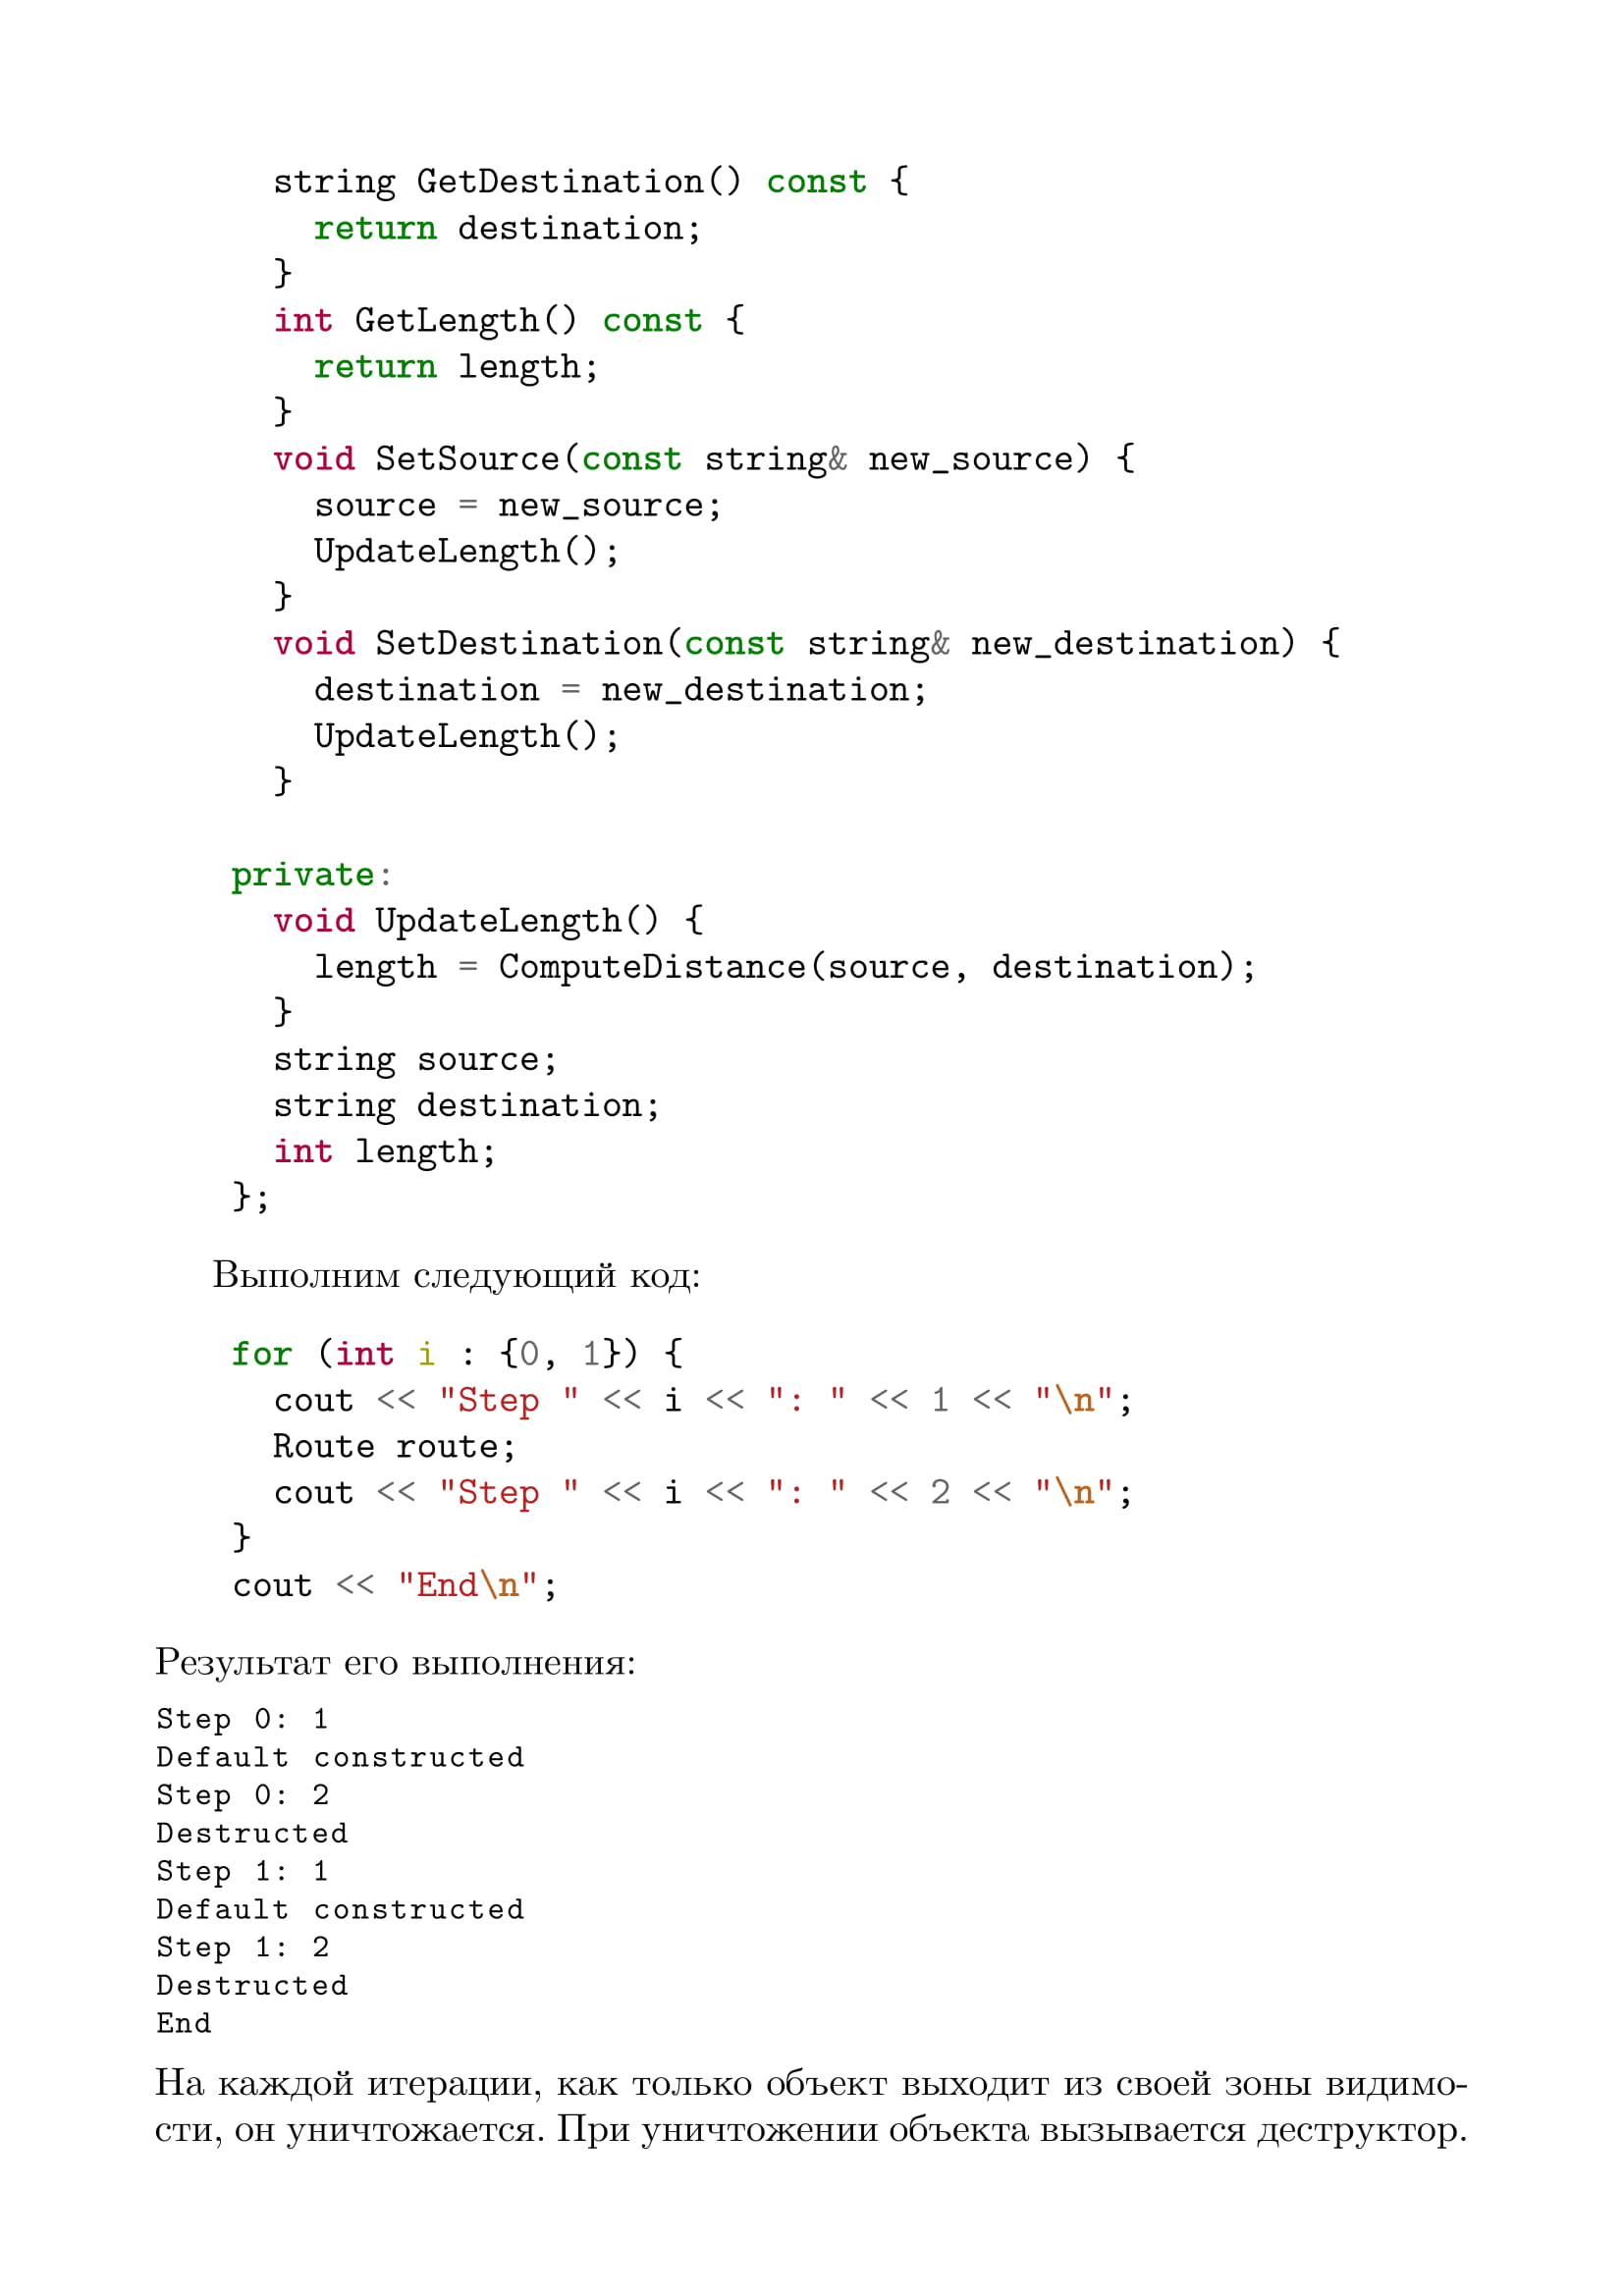 string GetDestination() const {
return destination;
}
int GetLength() const {
return length;
}
void SetSource(const string& new_source) {
source = new_source;
UpdateLength();
}
void SetDestination(const string& new_destination) {
destination = new_destination;
UpdateLength();
}
private:
void UpdateLength() {
length = ComputeDistance(source, destination);
}
string source;
string destination;
int length;
};
Выполним следующий код:
for (int i : {0, 1}) {
cout << "Step " << i << ": " << 1 << "\n";
Route route;
cout << "Step " << i << ": " << 2 << "\n";
}
cout << "End\n";
Результат его выполнения:
Step 0: 1
Default constructed
Step 0: 2
Destructed
Step 1: 1
Default constructed
Step 1: 2
Destructed
End
На каждой итерации, как только объект выходит из своей зоны видимо-
сти, он уничтожается. При уничтожении объекта вызывается деструктор.